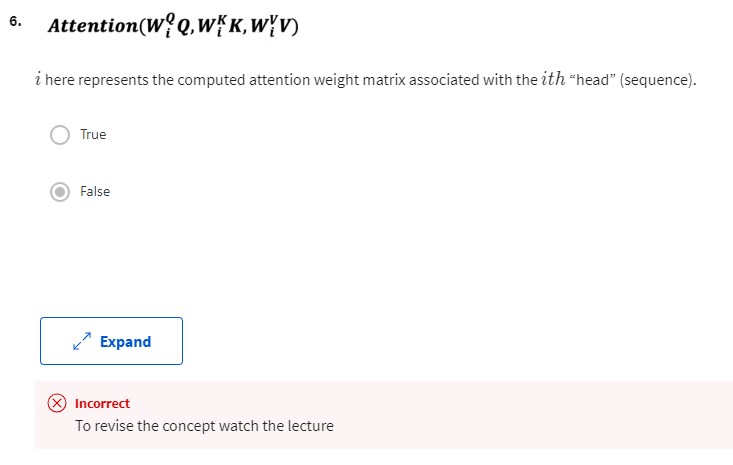 6. Attention(W_i^Q Q, W_i^K K, W_i^V V)
i here represents the computed attention weight matrix associated with the ith “head” (sequence).
True
False
Expand
Incorrect
To revise the concept watch the lecture